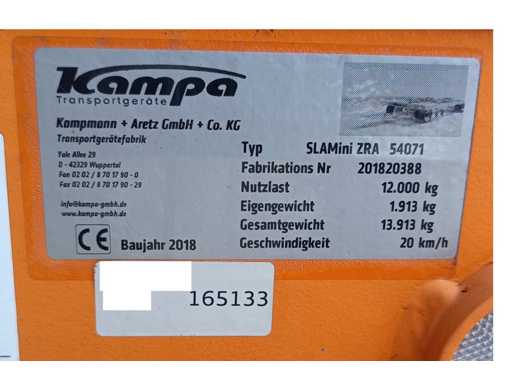 Kampa
Transportgeräte
Kampmann + Aretz GmbH + Co. KG
Transportgerätefabrik
Yale Allee 29
D - 42329 Wuppertal
Fon 02 02 / 8 70 17 90 - 0
Fax 02 02 / 8 70 17 90 - 29
info@kampa-gmbh.de
www.kampa-gmbh.de
CE Baujahr 2018
Typ SLAMini ZRA 54071
Fabrikations Nr 201820388
Nutzlast 12.000 kg
Eigengewicht 1.913 kg
Gesamtgewicht 13.913 kg
Geschwindigkeit 20 km/h
165133